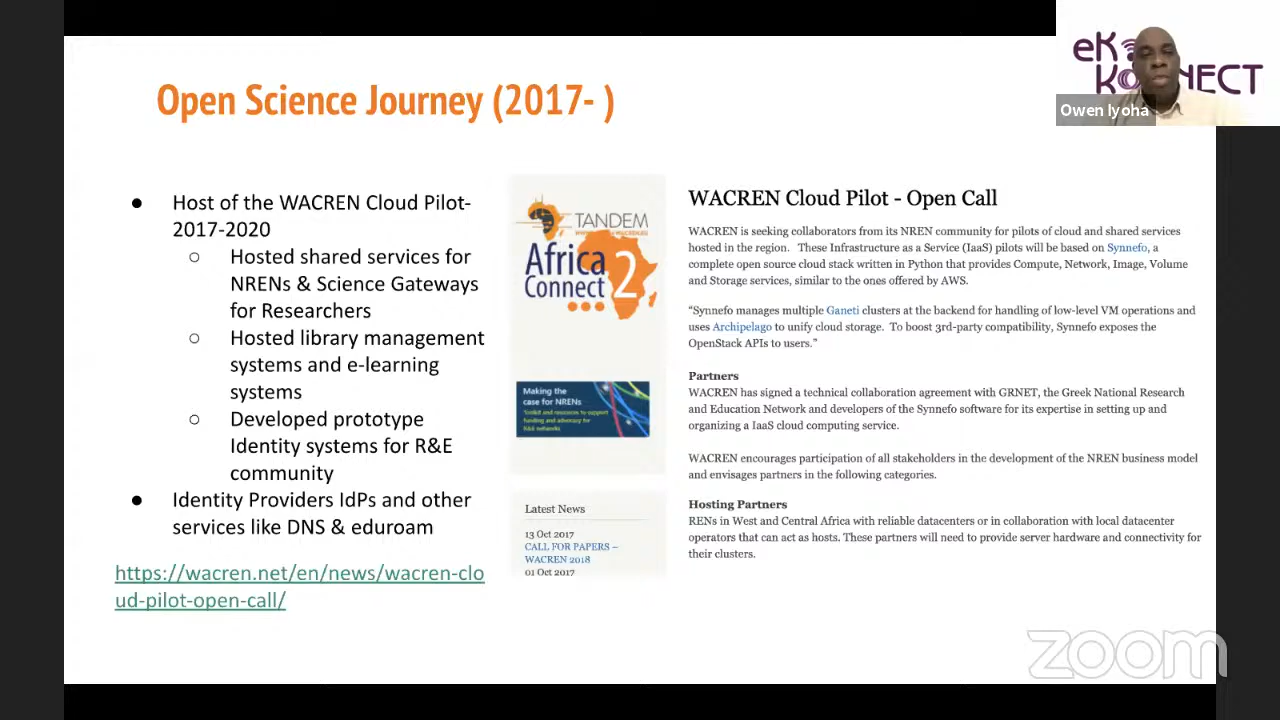 Open Science Journey (2017- )
eK
KONNECT
Owen Iyoha
● Host of the WACREN Cloud Pilot-
2017-2020
○ Hosted shared services for
NRENs & Science Gateways
for Researchers
○ Hosted library management
systems and e-learning
systems
○ Developed prototype
Identity systems for R&E
community
● Identity Providers IdPs and other
services like DNS & eduroam
https://wacren.net/en/news/wacren-clo
ud-pilot-open-call/
TANDEM
Africa
Connect 2
Making the
case for NRENs
Toolkit and resources to support
funding and advocacy for
R&E networks
Latest News
13 Oct 2017
CALL FOR PAPERS –
WACREN 2018
01 Oct 2017
WACREN Cloud Pilot - Open Call
WACREN is seeking collaborators from its NREN community for pilots of cloud and shared services
hosted in the region. These Infrastructure as a Service (IaaS) pilots will be based on Synnefo, a
complete open source cloud stack written in Python that provides Compute, Network, Image, Volume
and Storage services, similar to the ones offered by AWS.
“Synnefo manages multiple Ganeti clusters at the backend for handling of low-level VM operations and
uses Archipelago to unify cloud storage. To boost 3rd-party compatibility, Synnefo exposes the
OpenStack APIs to users.”
Partners
WACREN has signed a technical collaboration agreement with GRNET, the Greek National Research
and Education Network and developers of the Synnefo software for its expertise in setting up and
organizing a IaaS cloud computing service.
WACREN encourages participation of all stakeholders in the development of the NREN business model
and envisages partners in the following categories.
Hosting Partners
RENs in West and Central Africa with reliable datacenters or in collaboration with local datacenter
operators that can act as hosts. These partners will need to provide server hardware and connectivity for
their clusters.
zoom